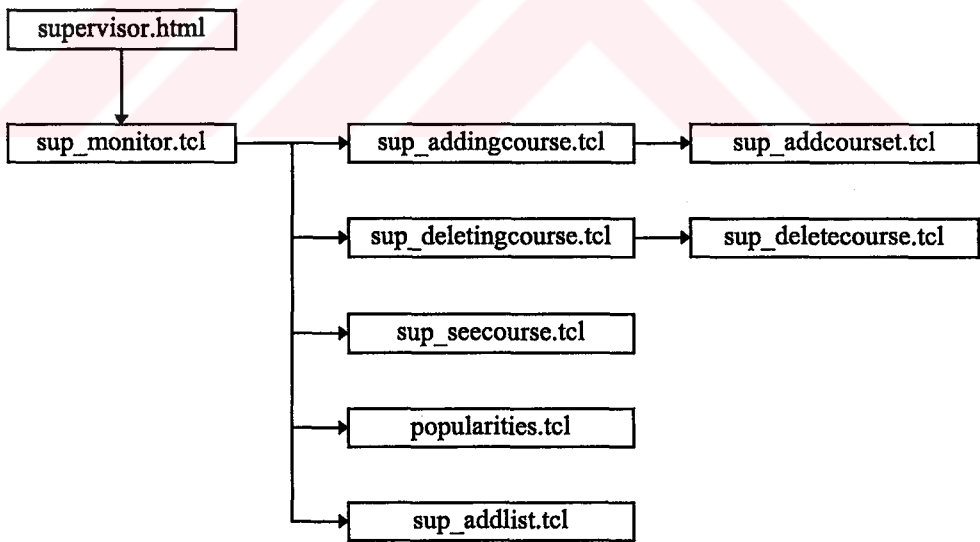 supervisor.html
sup_monitor.tcl
sup_addingcourse.tcl
sup_addcourset.tcl
sup_deletingcourse.tcl
sup_deletecourse.tcl
sup_seecourse.tcl
popularities.tcl
sup_addlist.tcl